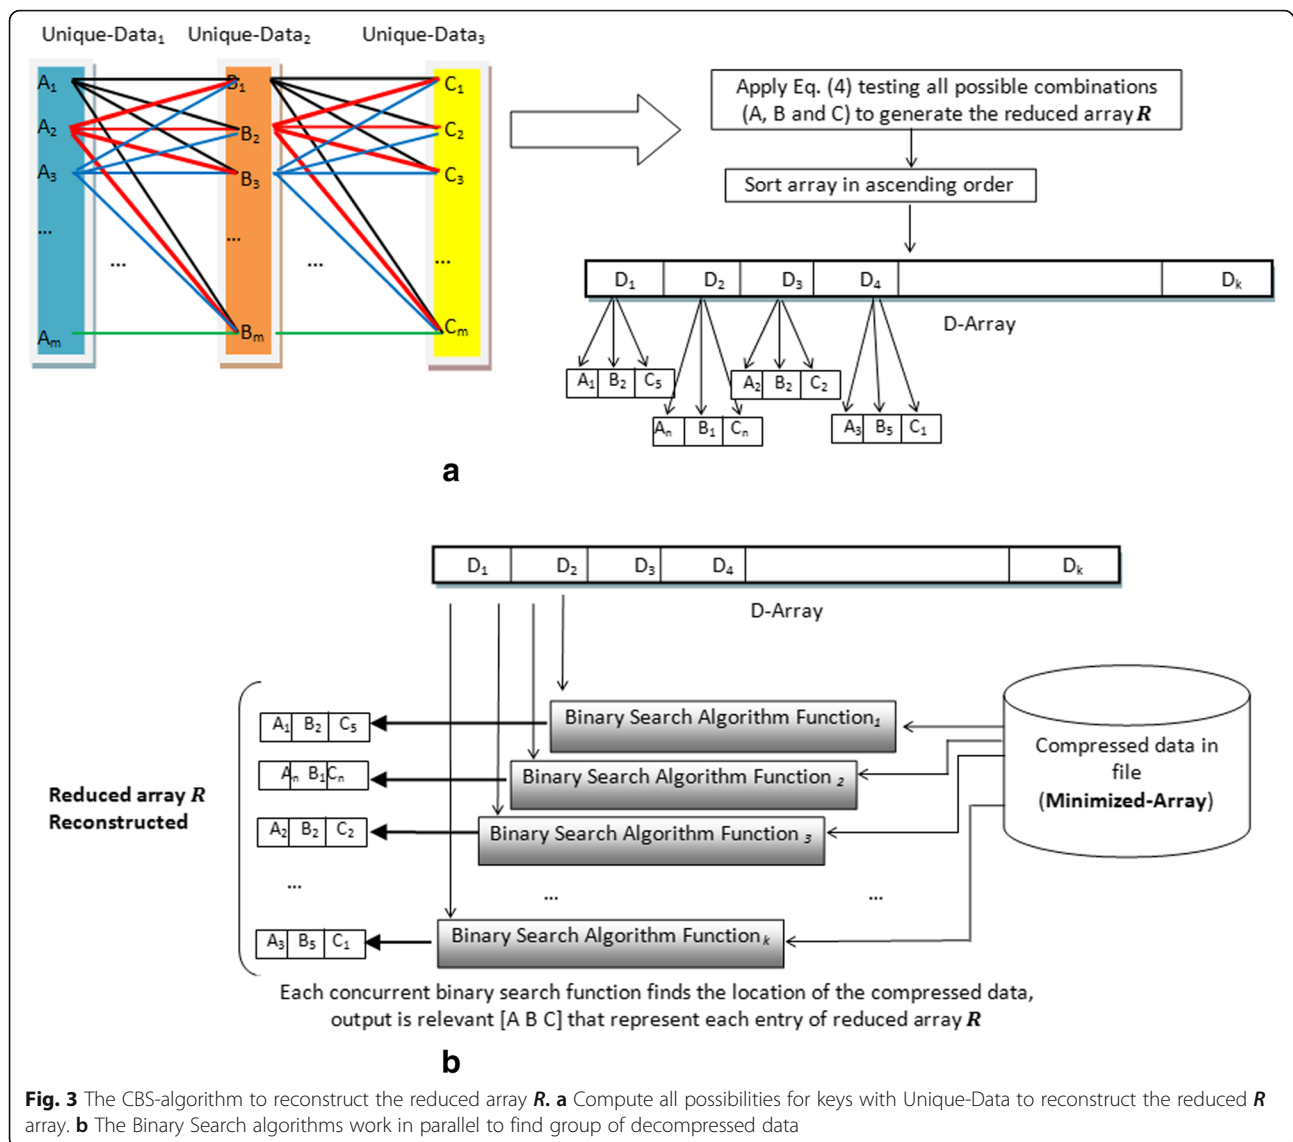 Unique-Data1 Unique-Data2 Unique-Data3
A1 B1 C1
A2 B2 C2
A3 B3 C3
... ... ...
... ...
Am Bm Cm
Apply Eq. (4) testing all possible combinations
(A, B and C) to generate the reduced array R
Sort array in ascending order
D1 D2 D3 D4 Dk
D-Array
A1 B2 C5
A2 B2 C2
An B1 Cn
A3 B5 C1
a
D1 D2 D3 D4 Dk
D-Array
Reduced array R
Reconstructed
A1 B2 C5
An B1 Cn
A2 B2 C2
...
A3 B5 C1
Binary Search Algorithm Function1
Binary Search Algorithm Function 2
Binary Search Algorithm Function 3
... ...
Binary Search Algorithm Function k
Compressed data in
file
(Minimized-Array)
Each concurrent binary search function finds the location of the compressed data,
output is relevant [A B C] that represent each entry of reduced array R
b
Fig. 3 The CBS-algorithm to reconstruct the reduced array R. a Compute all possibilities for keys with Unique-Data to reconstruct the reduced R
array. b The Binary Search algorithms work in parallel to find group of decompressed data